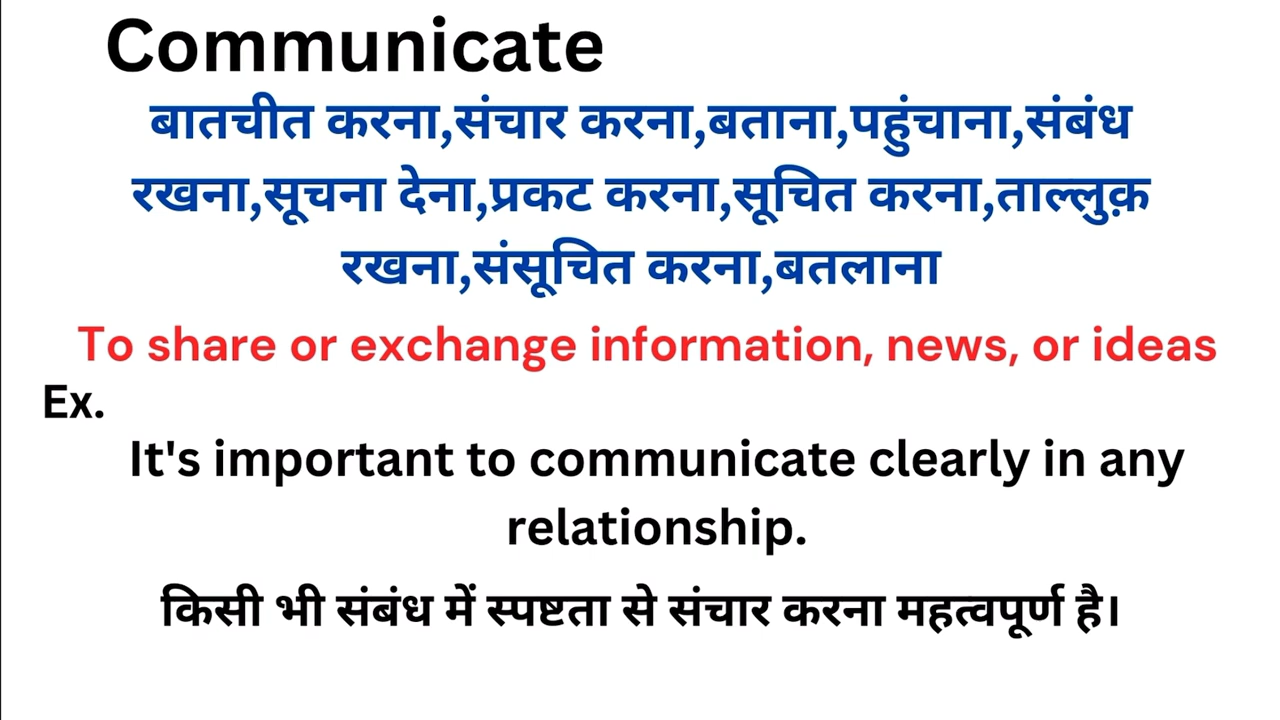 Communicate
बातचीत करना,संचार करना,बताना,पहुंचाना,संबंध
रखना,सूचना देना,प्रकट करना,सूचित करना,ताल्लुक़
रखना,संसूचित करना,बतलाना
To share or exchange information, news, or ideas
Ex.
It's important to communicate clearly in any
relationship.
किसी भी संबंध में स्पष्टता से संचार करना महत्वपूर्ण है।